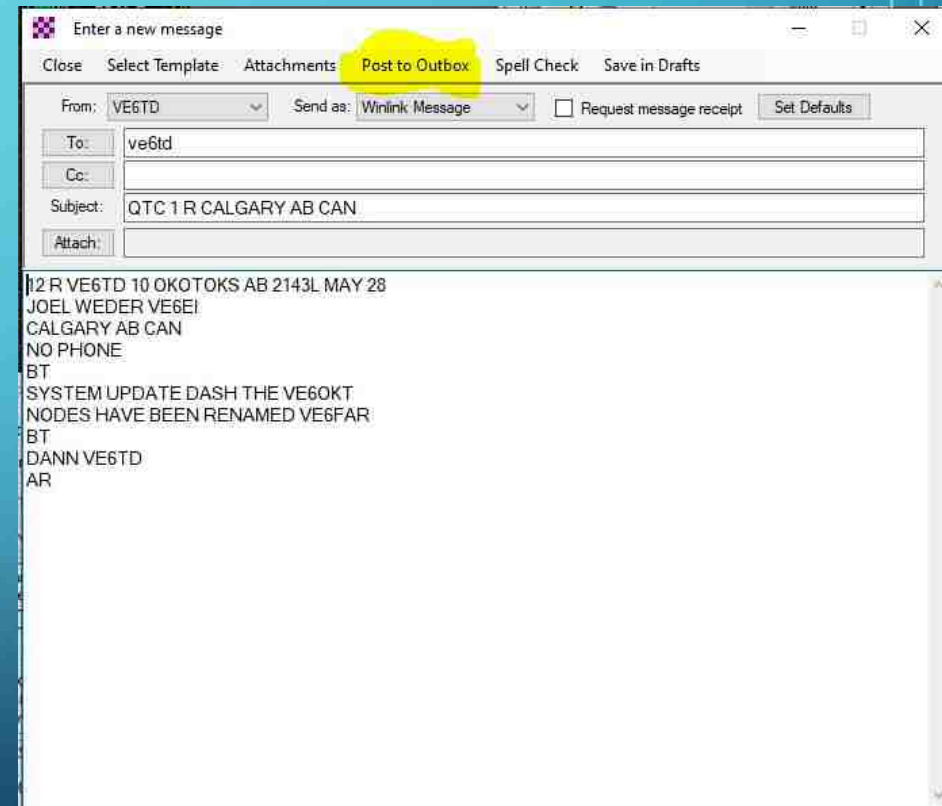 Enter a new message
Close Select Template Attachments Post to Outbox Spell Check Save in Drafts
From: VE6TD Send as: Winlink Message Request message receipt Set Defaults
To: ve6td
Cc:
Subject: QTC 1 R CALGARY AB CAN
Attach:
12 R VE6TD 10 OKOTOKS AB 2143L MAY 28
JOEL WEDER VE6EI
CALGARY AB CAN
NO PHONE
BT
SYSTEM UPDATE DASH THE VE6OKT
NODES HAVE BEEN RENAMED VE6FAR
BT
DANN VE6TD
AR